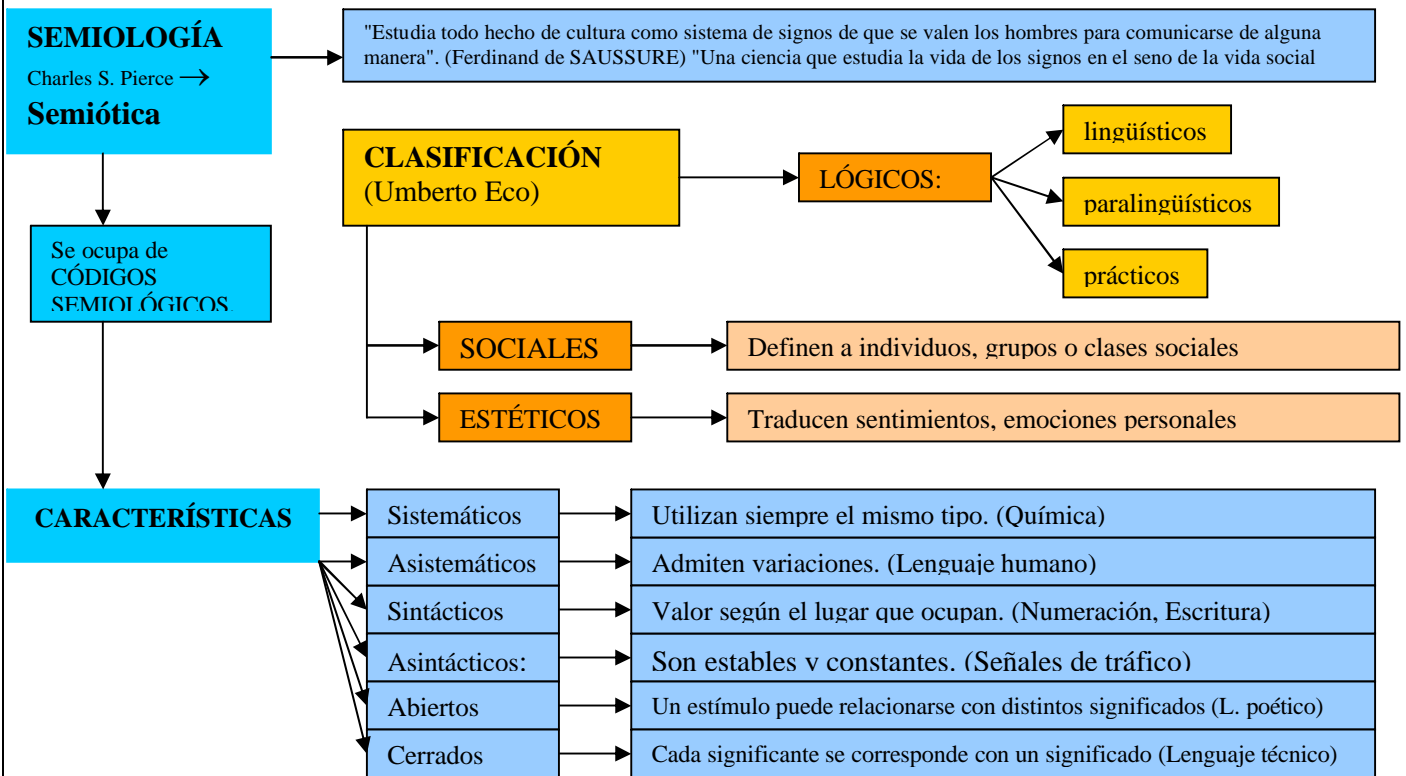 SEMIOLOGÍA
Charles S. Pierce →
Semiótica
"Estudia todo hecho de cultura como sistema de signos de que se valen los hombres para comunicarse de alguna
manera". (Ferdinand de SAUSSURE) "Una ciencia que estudia la vida de los signos en el seno de la vida social
CLASIFICACIÓN
(Umberto Eco)
LÓGICOS:
lingüísticos
paralingüísticos
prácticos
Se ocupa de
CÓDIGOS
SEMIOLÓGICOS.
SOCIALES
Definen a individuos, grupos o clases sociales
ESTÉTICOS
Traducen sentimientos, emociones personales
CARACTERÍSTICAS
Sistemáticos
Utilizan siempre el mismo tipo. (Química)
Asistemáticos
Admiten variaciones. (Lenguaje humano)
Sintácticos
Valor según el lugar que ocupan. (Numeración, Escritura)
Asintácticos:
Son estables y constantes. (Señales de tráfico)
Abiertos
Un estímulo puede relacionarse con distintos significados (L. poético)
Cerrados
Cada significante se corresponde con un significado (Lenguaje técnico)